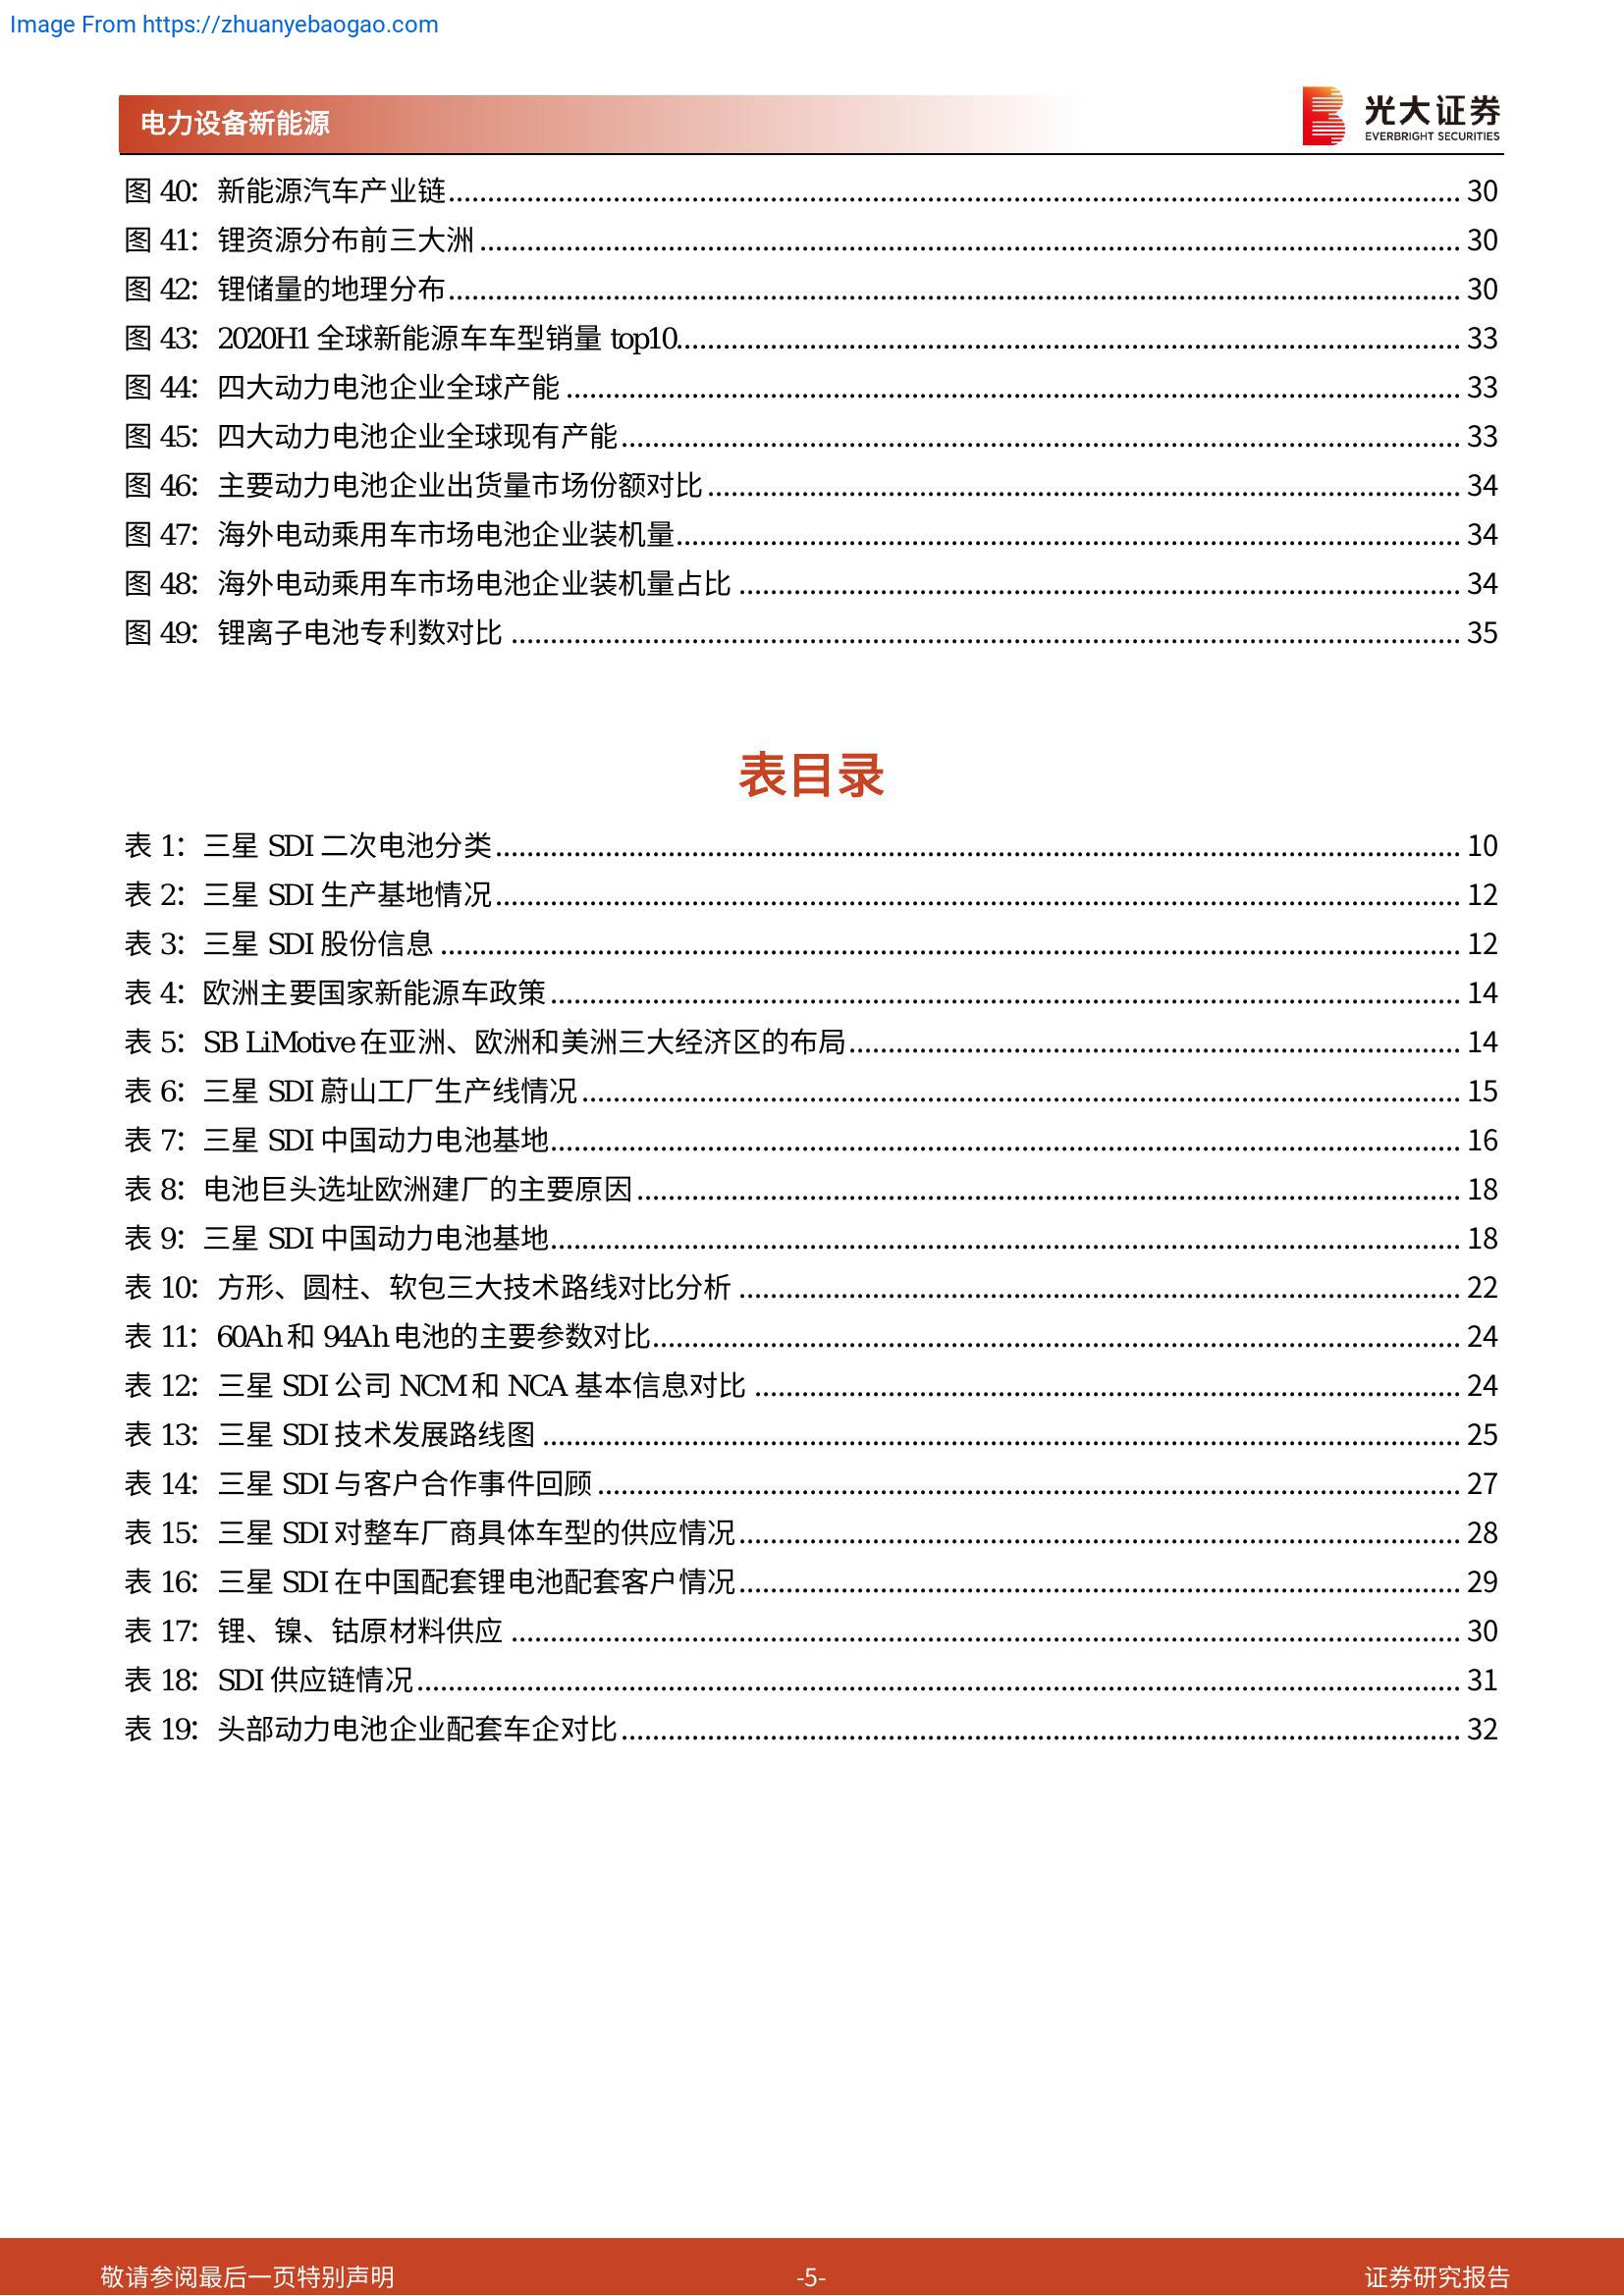 Image From https://zhuanyebaogao.com
电力设备新能源
光大证券
EVERBRIGHT SECURITIES
图 40：新能源汽车产业链 30
图 41：锂资源分布前三大洲 30
图 42：锂储量的地理分布 30
图 43：2020H1 全球新能源车车型销量 top10 33
图 44：四大动力电池企业全球产能 33
图 45：四大动力电池企业全球现有产能 33
图 46：主要动力电池企业出货量市场份额对比 34
图 47：海外电动乘用车市场电池企业装机量 34
图 48：海外电动乘用车市场电池企业装机量占比 34
图 49：锂离子电池专利数对比 35
表目录
表 1：三星 SDI 二次电池分类 10
表 2：三星 SDI 生产基地情况 12
表 3：三星 SDI 股份信息 12
表 4：欧洲主要国家新能源车政策 14
表 5：SB LiMotive 在亚洲、欧洲和美洲三大经济区的布局 14
表 6：三星 SDI 蔚山工厂生产线情况 15
表 7：三星 SDI 中国动力电池基地 16
表 8：电池巨头选址欧洲建厂的主要原因 18
表 9：三星 SDI 中国动力电池基地 18
表 10：方形、圆柱、软包三大技术路线对比分析 22
表 11：60Ah 和 94Ah 电池的主要参数对比 24
表 12：三星 SDI 公司 NCM 和 NCA 基本信息对比 24
表 13：三星 SDI 技术发展路线图 25
表 14：三星 SDI 与客户合作事件回顾 27
表 15：三星 SDI 对整车厂商具体车型的供应情况 28
表 16：三星 SDI 在中国配套锂电池配套客户情况 29
表 17：锂、镍、钴原材料供应 30
表 18：SDI 供应链情况 31
表 19：头部动力电池企业配套车企对比 32
敬请参阅最后一页特别声明
-5-
证券研究报告